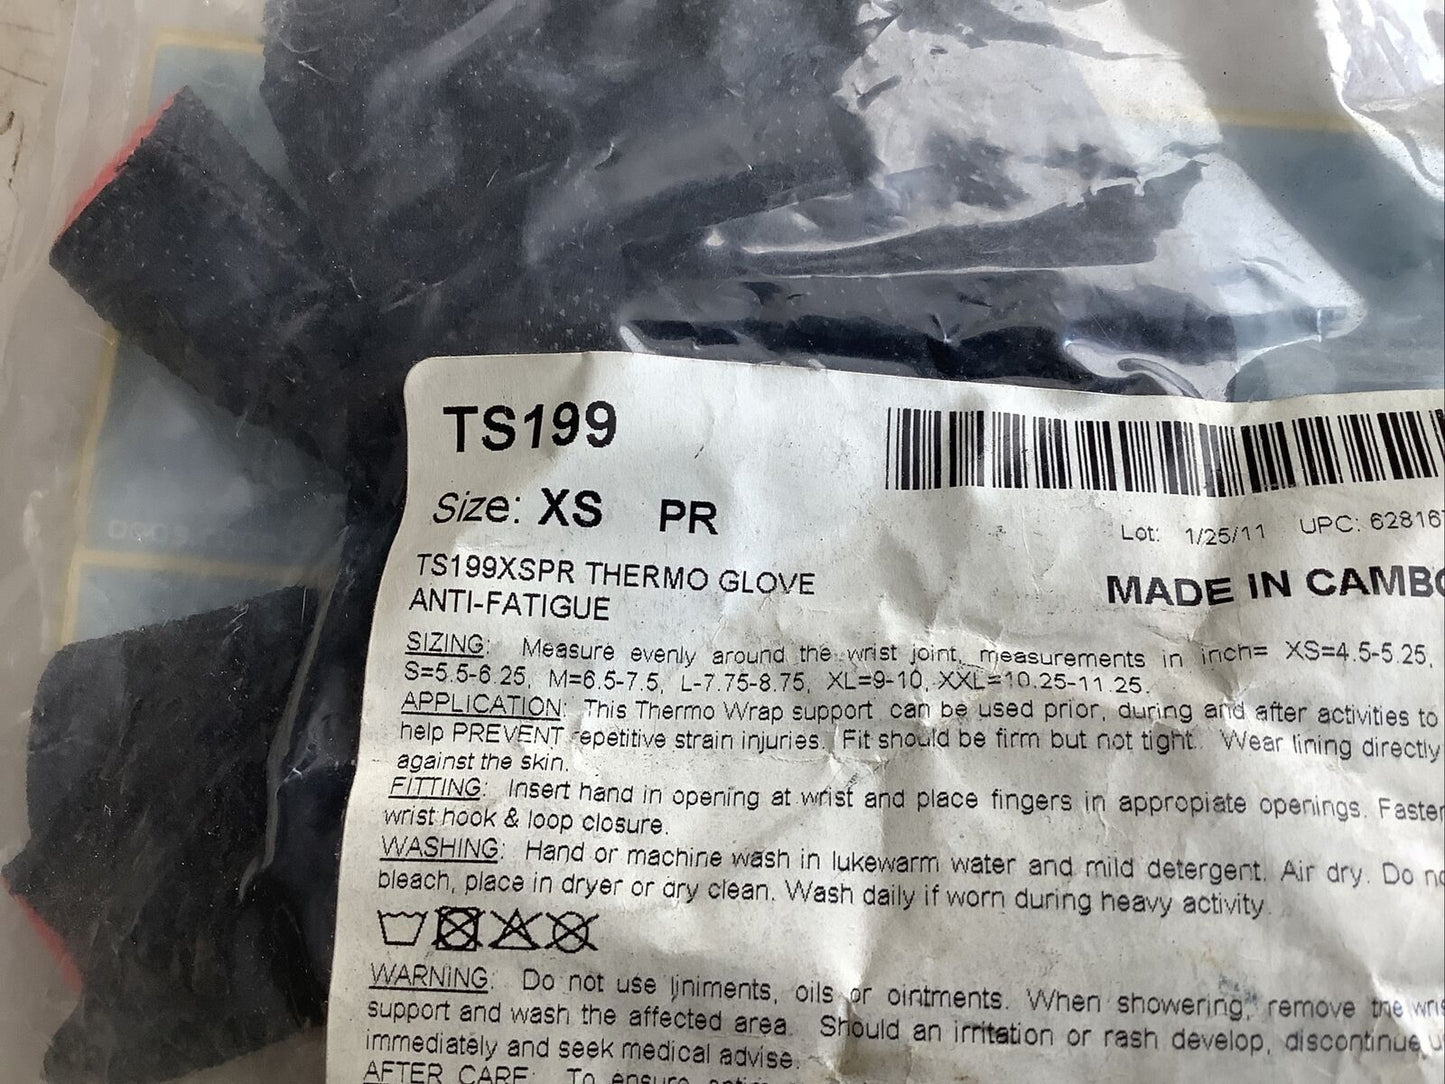 TS199
Size: XS PR
Lot: 1/25/11 UPC: 62816
TS199XSPR THERMO GLOVE
ANTI-FATIGUE
MADE IN CAMBO
SIZING: Measure evenly around the wrist joint, measurements in inch= XS=4.5-5.25,
S=5.5-6.25, M=6.5-7.5, L-7.75-8.75, XL=9-10, XXL=10.25-11.25.
APPLICATION: This Thermo Wrap support can be used prior, during and after activities to
help PREVENT repetitive strain injuries. Fit should be firm but not tight. Wear lining directly
against the skin.
FITTING: Insert hand in opening at wrist and place fingers in appropiate openings. Faster
wrist hook & loop closure.
WASHING: Hand or machine wash in lukewarm water and mild detergent. Air dry. Do no
bleach, place in dryer or dry clean. Wash daily if worn during heavy activity.
WARNING: Do not use liniments, oils or ointments. When showering, remove the wris
support and wash the affected area. Should an irritation or rash develop, discontinue u
immediately and seek medical advise.
AFTER CARE: To ensure